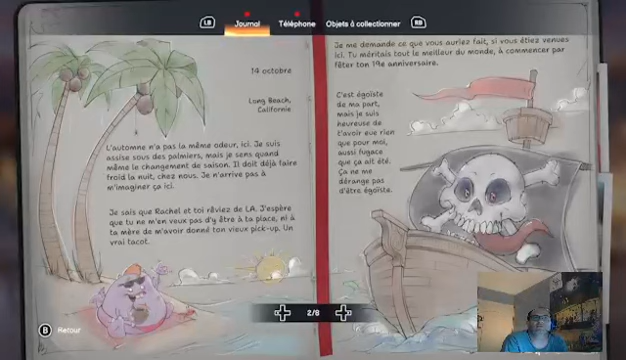 LB Journal Téléphone Objets à collectionner RB
14 octobre
Long Beach,
Californie
L'automne n'a pas la même odeur, ici. Je suis
assise sous des palmiers, mais je sens quand
même le changement de saison. Il doit déjà faire
froid la nuit, chez nous. Je n'arrive pas à
m'imaginer ça ici.
Je sais que Rachel et toi rêviez de LA. J'espère
que tu ne m'en veux pas d'y être à ta place, ni à
ta mère de m'avoir donné ton vieux pick-up. Un
vrai tacot.
Je me demande ce que vous auriez fait, si vous étiez venues
ici. Tu méritais tout le meilleur du monde, à commencer par
fêter ton 19e anniversaire.
C'est égoïste
de ma part,
mais je suis
heureuse de
t'avoir eue rien
que pour moi,
aussi fugace
que ça ait été.
Ça ne me
dérange pas
d'être égoïste.
2/8
B Retour